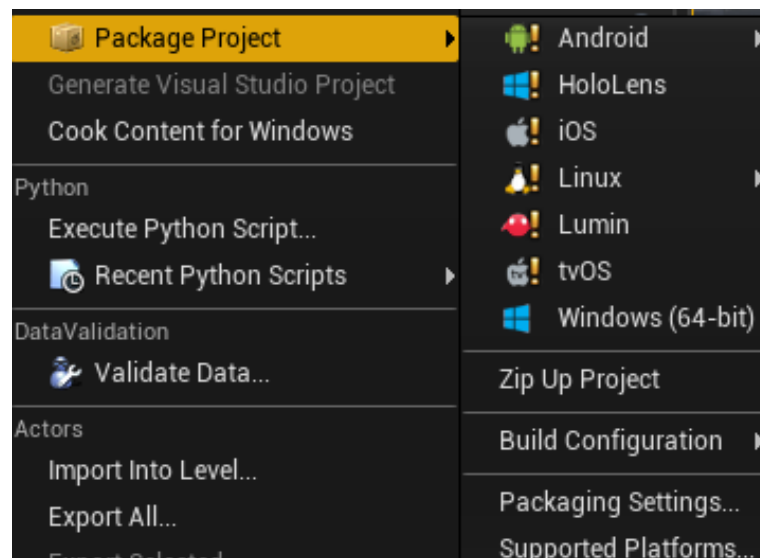 Package Project
Generate Visual Studio Project
Cook Content for Windows
Python
Execute Python Script...
Recent Python Scripts
DataValidation
Validate Data...
Actors
Import Into Level...
Export All...
Export Selected
Android
HoloLens
iOS
Linux
Lumin
tvOS
Windows (64-bit)
Zip Up Project
Build Configuration
Packaging Settings...
Supported Platforms...